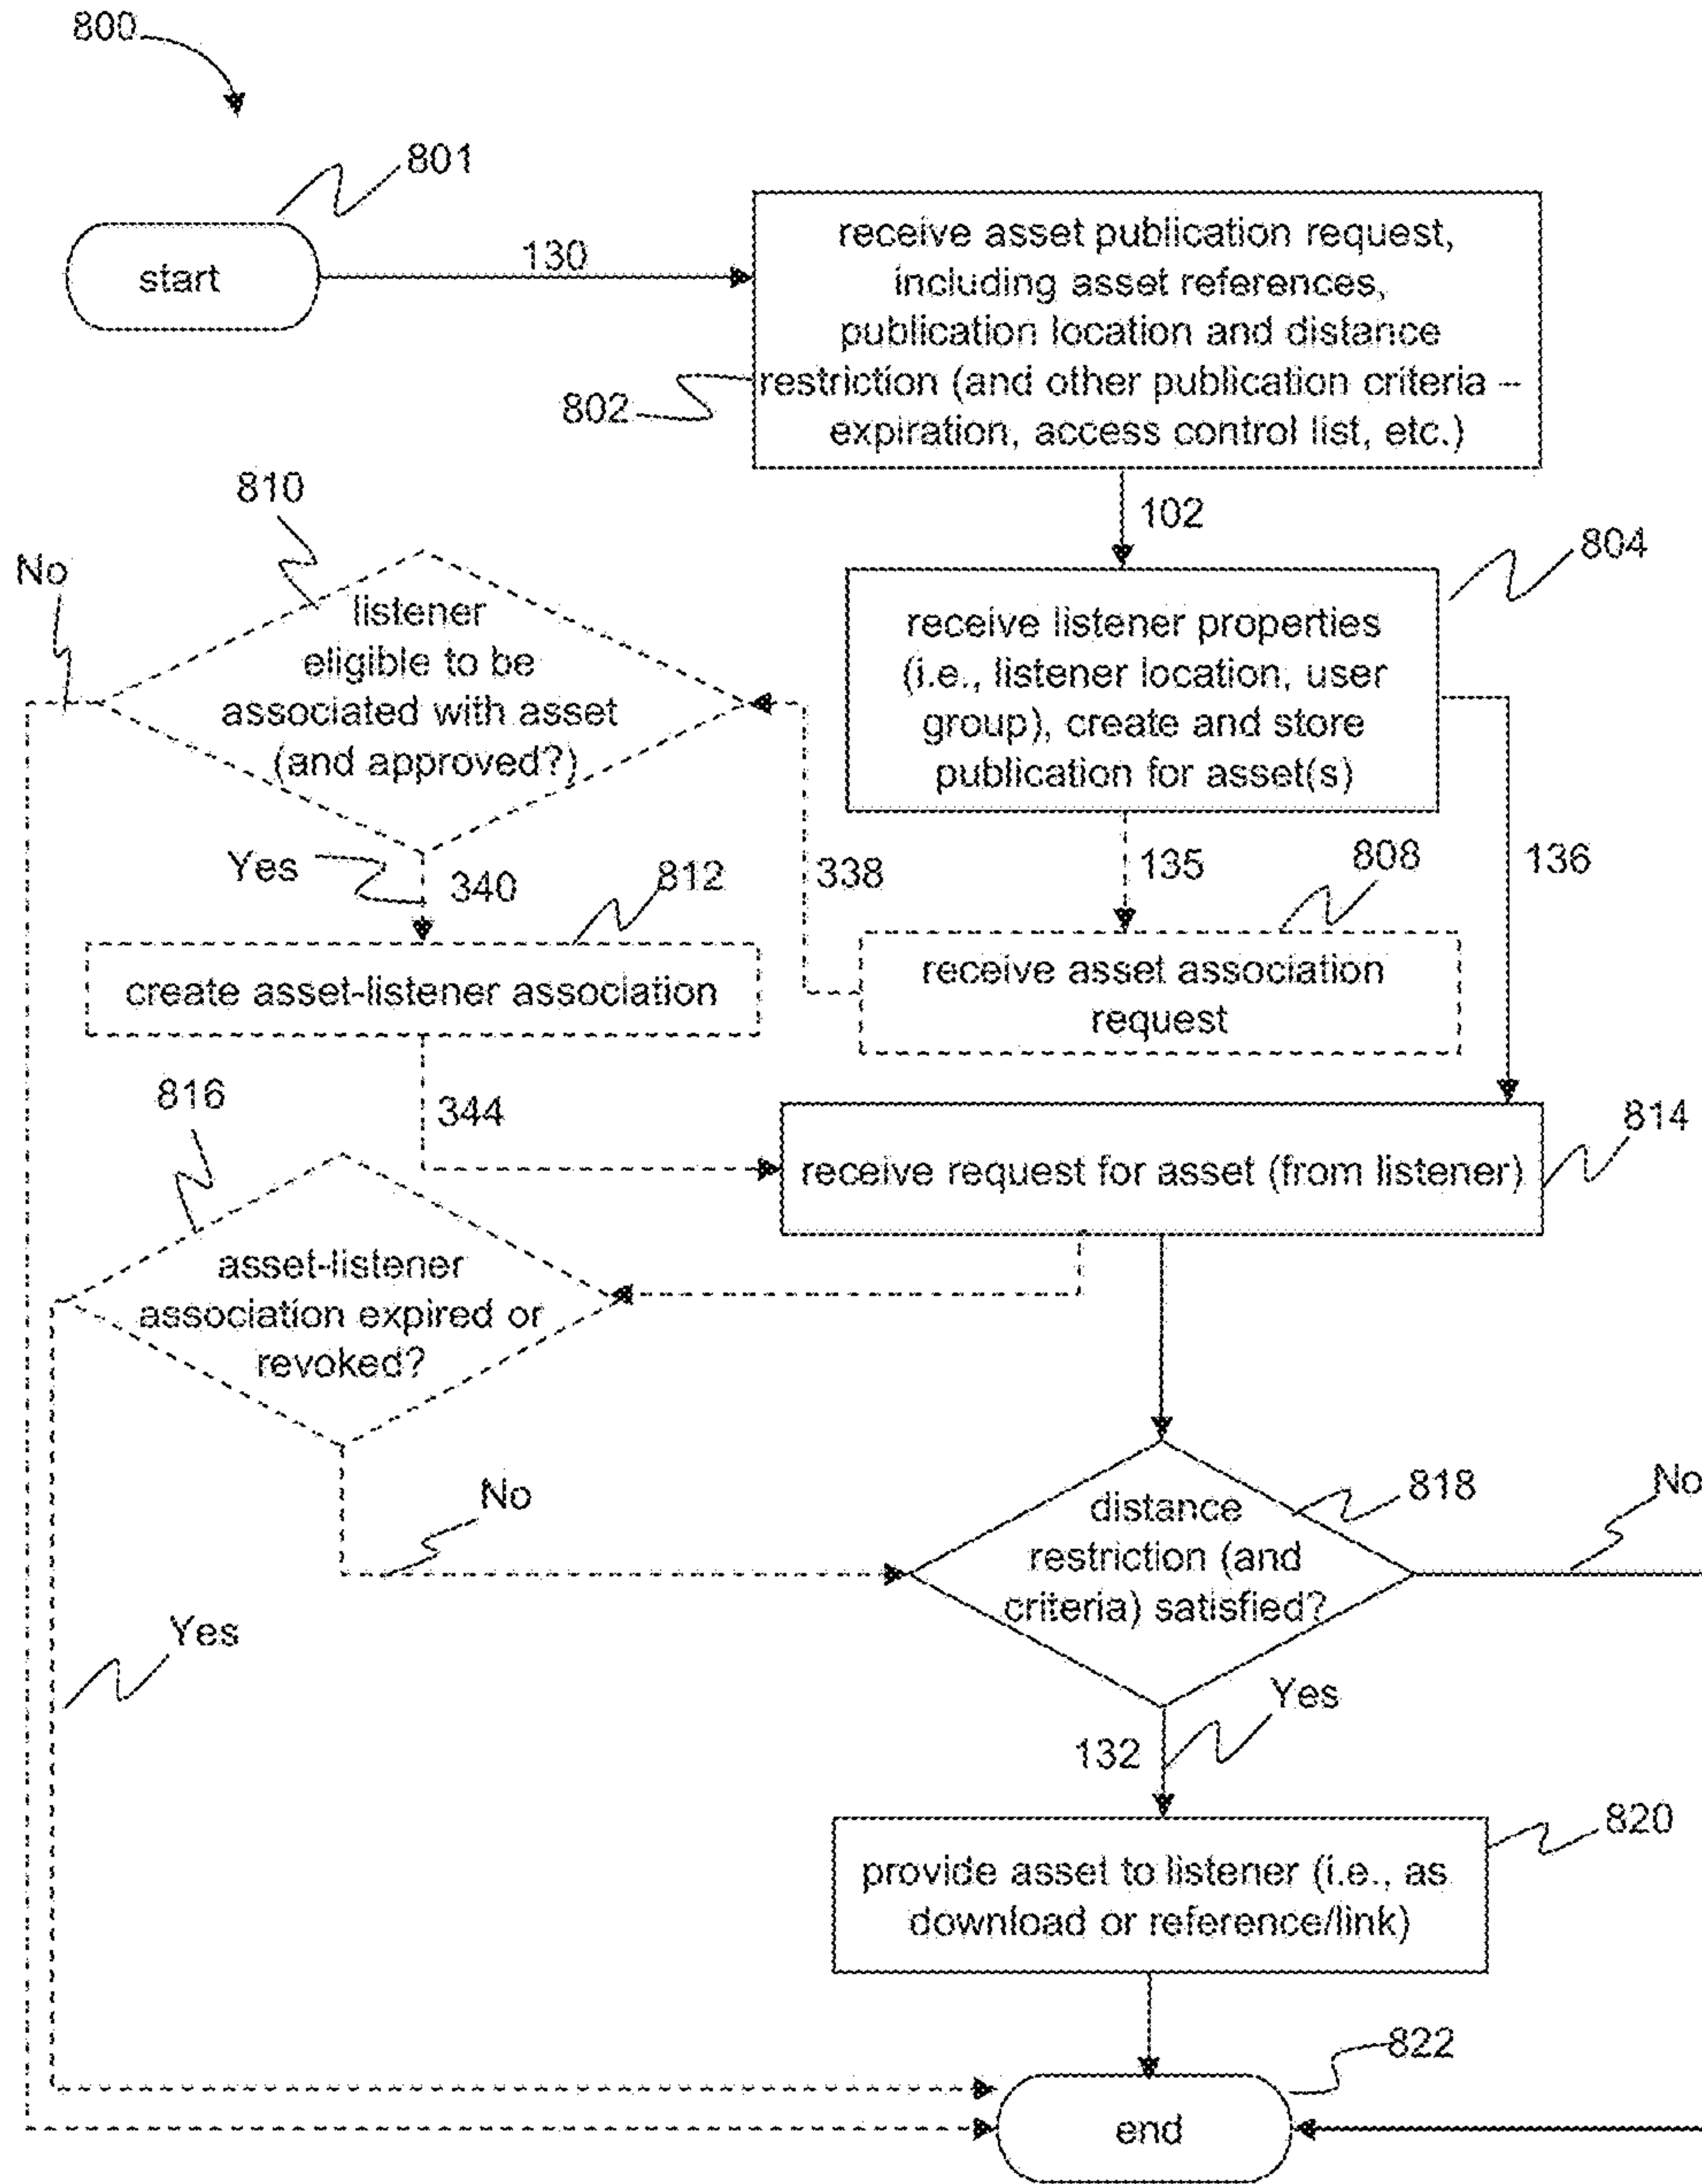 800
801
start
130
receive asset publication request,
including asset references,
publication location and distance
restriction (and other publication criteria –
expiration, access control list, etc.)
802
102
810
No
listener
eligible to be
associated with asset
(and approved?)
804
receive listener properties
(i.e., listener location, user
group), create and store
publication for asset(s)
Yes
340
812
338
135
808
136
create asset-listener association
receive asset association
request
816
344
814
receive request for asset (from listener)
asset-listener
association expired or
revoked?
No
818
No
distance
restriction (and
criteria) satisfied?
Yes
Yes
132
820
provide asset to listener (i.e., as
download or reference/link)
822
end